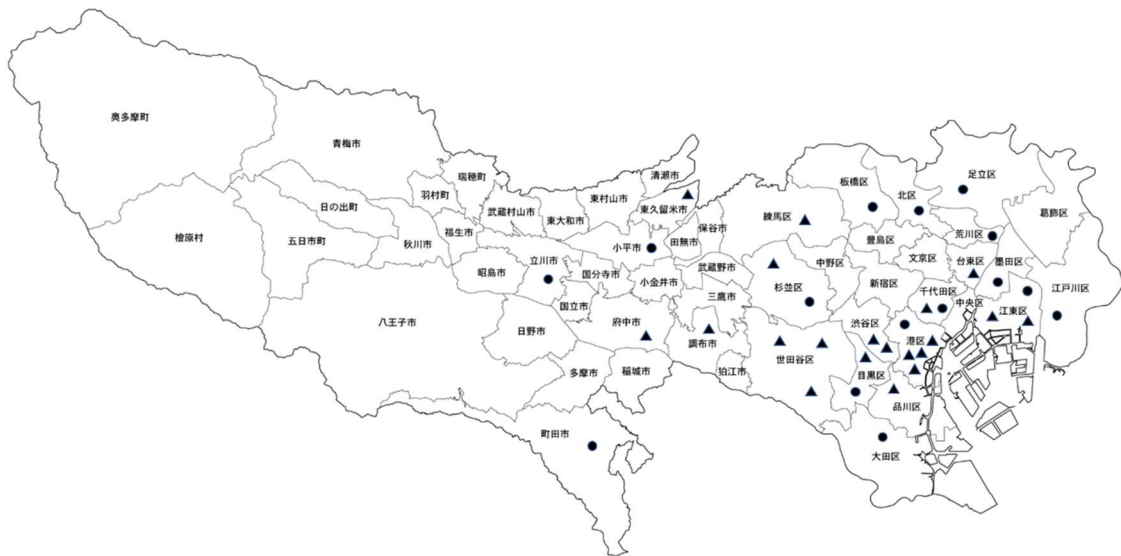 奥多摩町
青梅市
瑞穂町
羽村町
日の出町
檜原村
五日市町
秋川市
福生市
武蔵村山市
東大和市
東村山市
清瀬市
東久留米市
昭島市
立川市
小平市
田無市
保谷市
国分寺市
小金井市
武蔵野市
三鷹市
国立市
八王子市
日野市
府中市
調布市
多摩市
稲城市
狛江市
町田市
板橋区
北区
足立区
練馬区
葛飾区
荒川区
豊島区
文京区
台東区
墨田区
中野区
杉並区
新宿区
千代田区
中央区
江東区
江戸川区
渋谷区
港区
世田谷区
目黒区
品川区
大田区